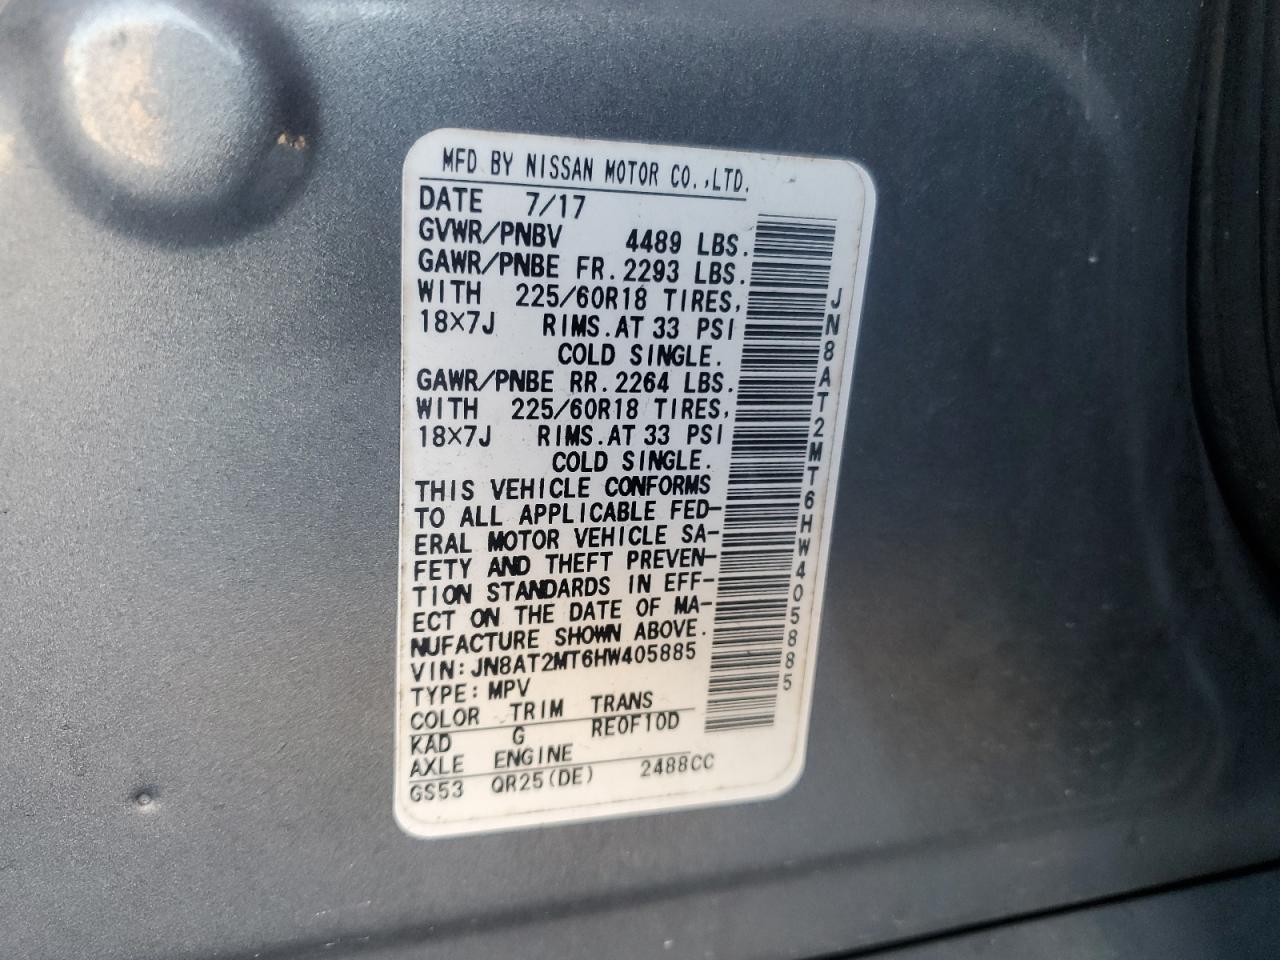 MFD BY NISSAN MOTOR CO.,LTD.
DATE 7/17
GVWR/PNBV 4489 LBS.
GAWR/PNBE FR.2293 LBS.
WITH 225/60R18 TIRES,
18×7J RIMS.AT 33 PSI
COLD SINGLE.
GAWR/PNBE RR.2264 LBS.
WITH 225/60R18 TIRES,
18×7J RIMS.AT 33 PSI
COLD SINGLE.
THIS VEHICLE CONFORMS
TO ALL APPLICABLE FED-
ERAL MOTOR VEHICLE SA-
FETY AND THEFT PREVEN-
TION STANDARDS IN EFF-
ECT ON THE DATE OF MA-
NUFACTURE SHOWN ABOVE.
VIN:JN8AT2MT6HW405885
TYPE:MPV
COLOR TRIM TRANS
KAD G RE0F10D
AXLE ENGINE
GS53 QR25(DE) 2488CC
JN8AT2MT6HW405885